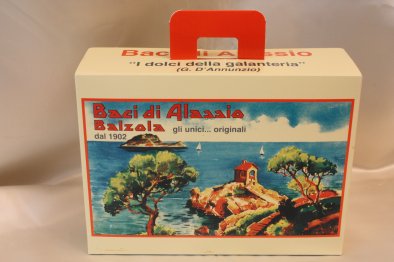 Baci di Alassio
"I dolci della galanteria"
(G. D'Annunzio)
Baci di Alassio
Balzola gli unici... originali
dal 1902